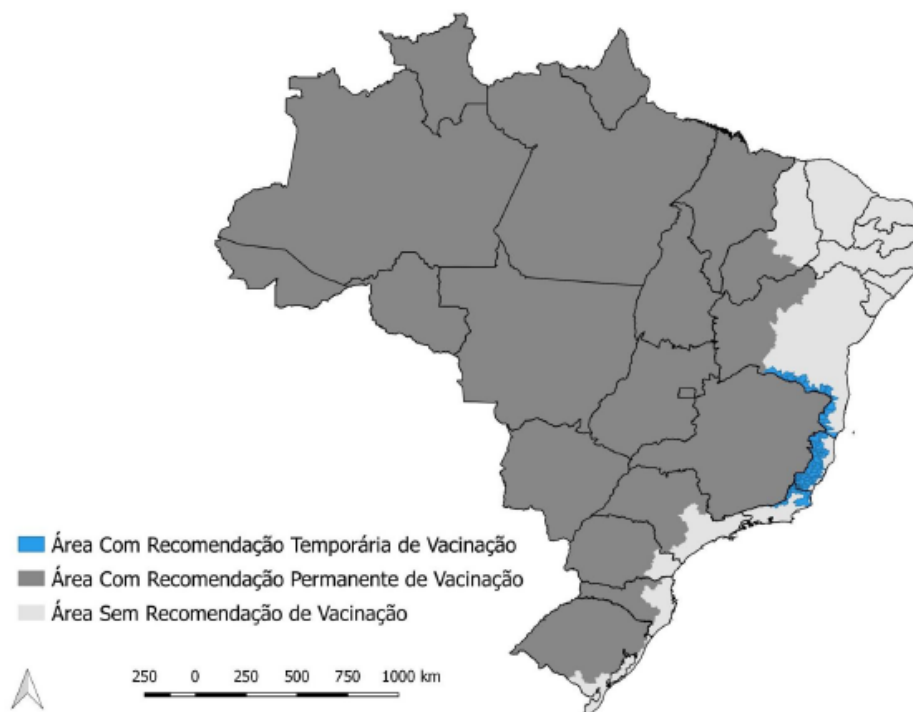 Área Com Recomendação Temporária de Vacinação
Área Com Recomendação Permanente de Vacinação
Área Sem Recomendação de Vacinação
250 0 250 500 750 1000 km